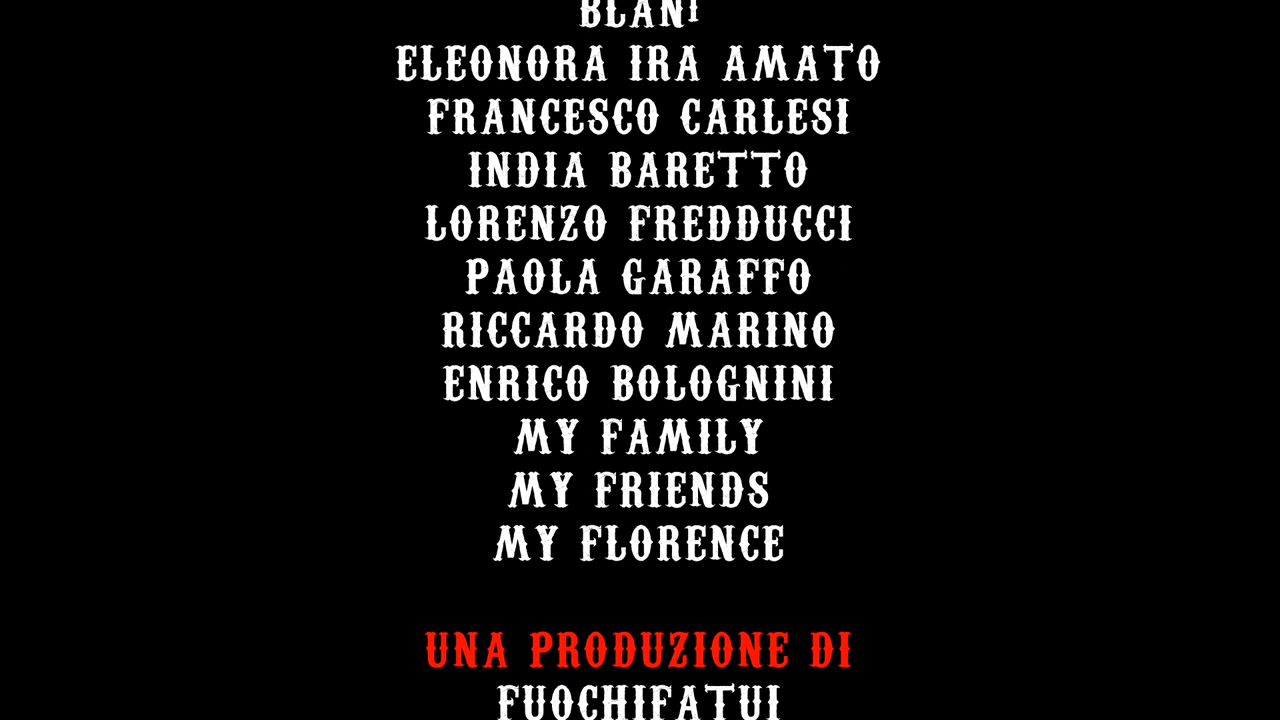 BLANI
ELEONORA IRA AMATO
FRANCESCO CARLESI
INDIA BARETTO
LORENZO FREDDUCCI
PAOLA GARAFFO
RICCARDO MARINO
ENRICO BOLOGNINI
MY FAMILY
MY FRIENDS
MY FLORENCE
UNA PRODUZIONE DI
FUOCHIFATUI